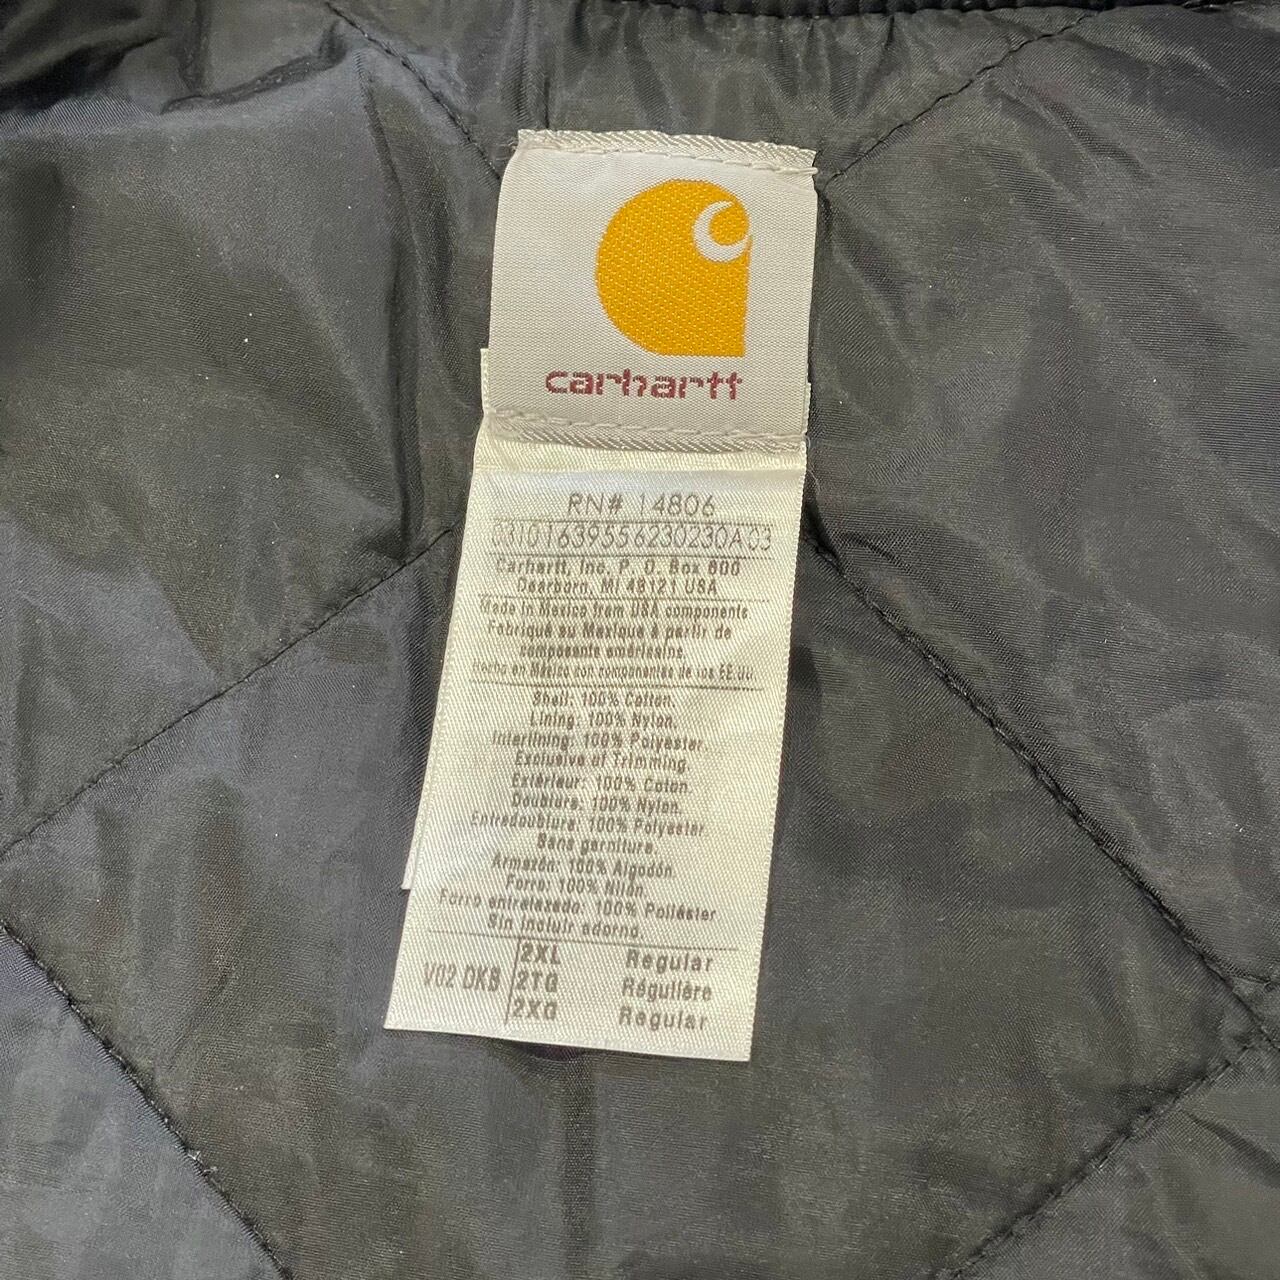 carhartt
RN# 14806
03101639556230230A03
Carhartt, Inc. P. O. Box 600
Dearborn, MI 48121 USA
Made in Mexico from USA components
Fabriqué au Mexique à partir de
composants américains
Hecho en México con componentes de los EE.UU.
Shell: 100% Cotton.
Lining: 100% Nylon.
Interlining: 100% Polyester.
Exclusive of Trimming
Extérieur: 100% Coton.
Doublure: 100% Nylon.
Entredoublure: 100% Polyester
Sans garniture.
Armazón: 100% Algodón
Forro: 100% Nilón.
Forro entrelazado: 100% Poliéster
Sin incluir adorno.
V02 DKB
2XL Regular
2TG Régulière
2XG Regular